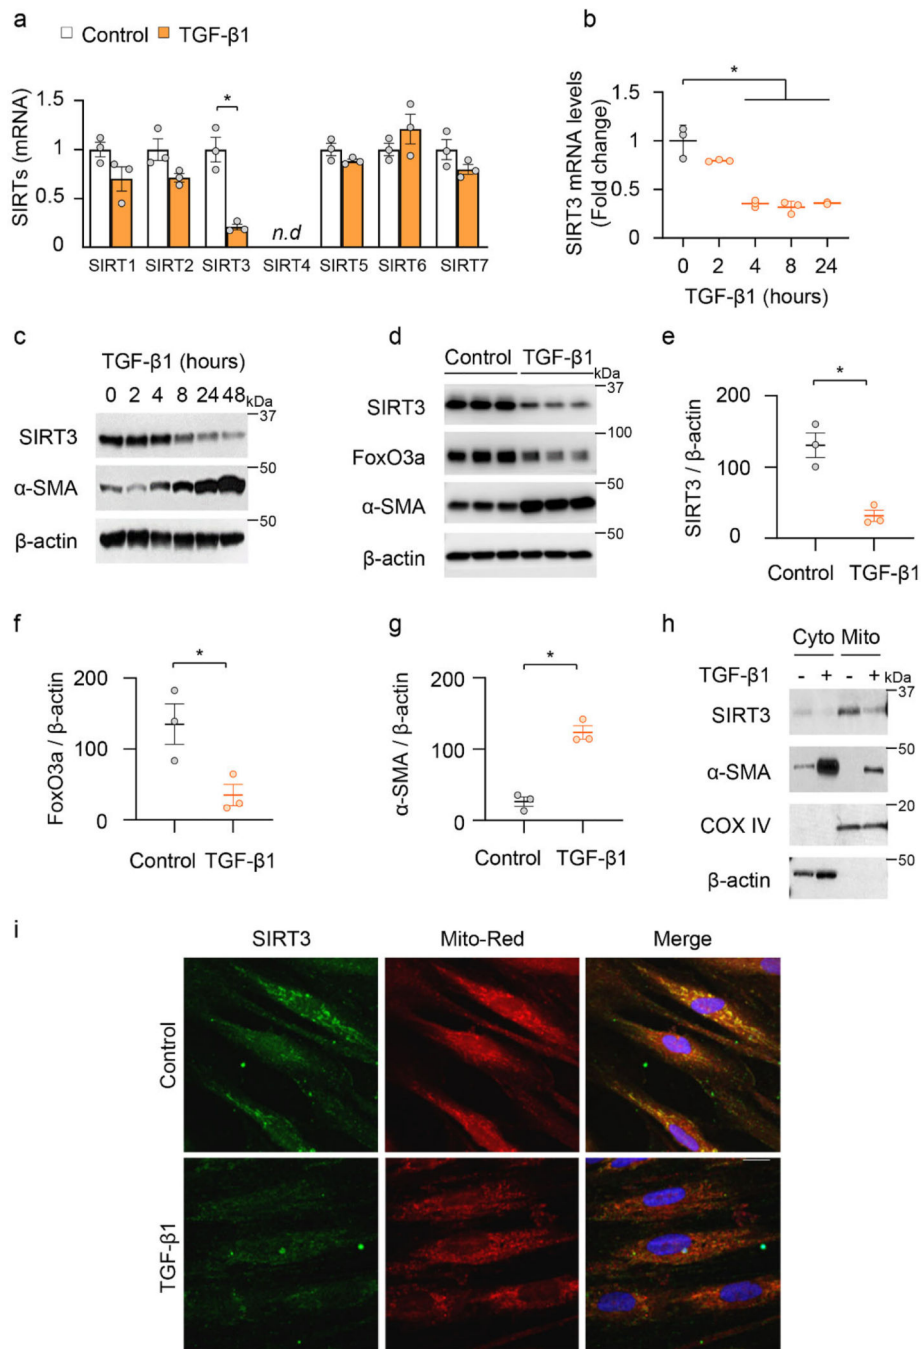 a
Control TGF-β1
SIRTs (mRNA)
1.5
1
0.5
0
*
n.d
SIRT1 SIRT2 SIRT3 SIRT4 SIRT5 SIRT6 SIRT7
b
SIRT3 mRNA levels
(Fold change)
1.5
1
0.5
0
*
0 2 4 8 24
TGF-β1 (hours)
c
TGF-β1 (hours)
0 2 4 8 24 48 kDa
SIRT3 37
α-SMA 50
β-actin 50
d
Control TGF-β1
kDa
SIRT3 37
FoxO3a 100
α-SMA 50
β-actin 50
e
SIRT3 / β-actin
200
100
0
*
Control TGF-β1
f
FoxO3a / β-actin
200
100
0
*
Control TGF-β1
g
α-SMA / β-actin
200
100
0
*
Control TGF-β1
h
Cyto Mito
TGF-β1 - + - + kDa
SIRT3 37
α-SMA 50
COX IV 20
β-actin 50
i
SIRT3 Mito-Red Merge
Control
TGF-β1